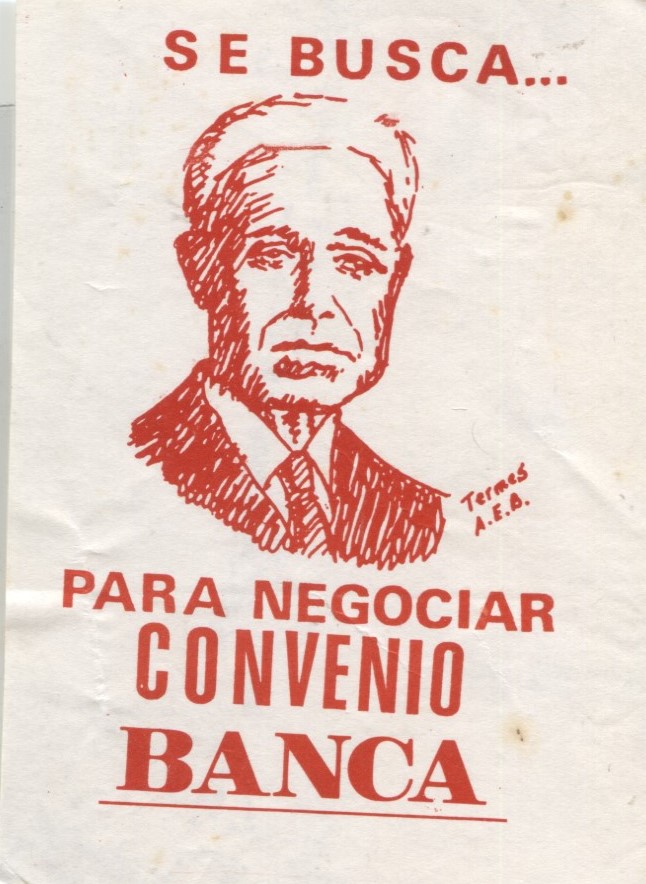 SE BUSCA...
Termes
A.E.B.
PARA NEGOCIAR
CONVENIO
BANCA